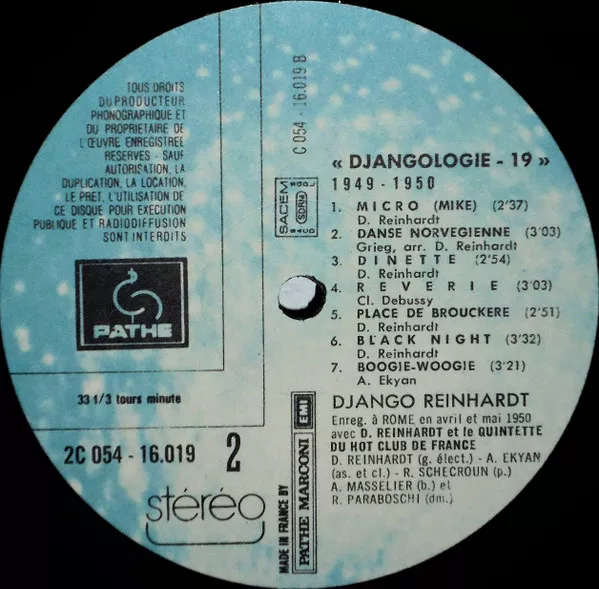 TOUS DROITS
DU PRODUCTEUR
PHONOGRAPHIQUE ET
DU PROPRIETAIRE DE
L'ŒUVRE ENREGISTREE
RESERVES - SAUF
AUTORISATION, LA
DUPLICATION, LA LOCATION,
LE PRET, L'UTILISATION DE
CE DISQUE POUR EXECUTION
PUBLIQUE ET RADIODIFFUSION
SONT INTERDITS
PATHE
33 1/3 tours minute
2C 054 - 16.019 2
stéréo
C 054 - 16.019 B
SACEM
SDRM
« DJANGOLOGIE - 19 »
1949 - 1950
1. MICRO (MIKE) (2'37)
D. Reinhardt
2. DANSE NORVEGIENNE (3'03)
Grieg, arr. D. Reinhardt
3. DINETTE (2'54)
D. Reinhardt
4. REVERIE (3'03)
Cl. Debussy
5. PLACE DE BROUCKERE (2'51)
D. Reinhardt
6. BLACK NIGHT (3'32)
D. Reinhardt
7. BOOGIE-WOOGIE (3'21)
A. Ekyan
DJANGO REINHARDT
Enreg. à ROME en avril et mai 1950
avec D. REINHARDT et le QUINTETTE
DU HOT CLUB DE FRANCE
D. REINHARDT (g. élect.) - A. EKYAN
(as. et cl.) - R. SCHECROUN (p.)
A. MASSELIER (b.) et
R. PARABOSCHI (dm.)
MADE IN FRANCE BY
PATHE MARCONI EMI